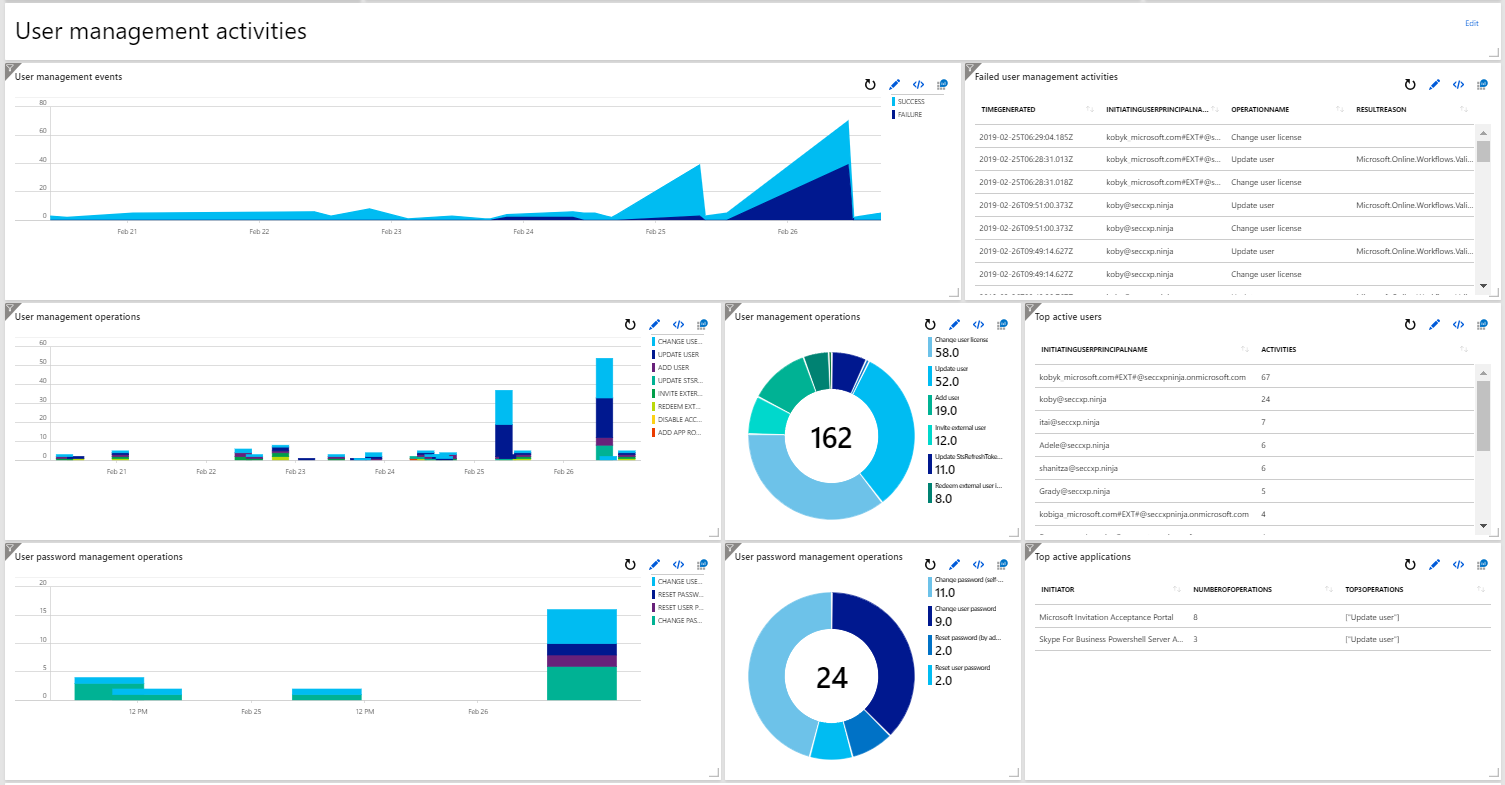 User management activities
Edit
User management events
80
60
40
20
0
Feb 21
Feb 22
Feb 23
Feb 24
Feb 25
Feb 26
SUCCESS
FAILURE
Failed user management activities
TIMEGENERATED INITIATINGUSERPRINCIPALNA... OPERATIONNAME RESULTREASON
2019-02-25T06:29:04.185Z kobyk_microsoft.com#EXT#@s... Change user license
2019-02-25T06:28:31.013Z kobyk_microsoft.com#EXT#@s... Update user Microsoft.Online.Workflows.Vali...
2019-02-25T06:28:31.018Z kobyk_microsoft.com#EXT#@s... Change user license
2019-02-26T09:51:00.373Z koby@seccxp.ninja Update user Microsoft.Online.Workflows.Vali...
2019-02-26T09:51:00.373Z koby@seccxp.ninja Change user license
2019-02-26T09:49:14.627Z koby@seccxp.ninja Update user Microsoft.Online.Workflows.Vali...
2019-02-26T09:49:14.627Z koby@seccxp.ninja Change user license
User management operations
60
50
40
30
20
10
0
Feb 21
Feb 22
Feb 23
Feb 24
Feb 25
Feb 26
CHANGE USE...
UPDATE USER
ADD USER
UPDATE STSR...
INVITE EXTER...
REDEEM EXT...
DISABLE ACC...
ADD APP RO...
User management operations
162
Change user license
58.0
Update user
52.0
Add user
19.0
Invite external user
12.0
Update StsRefreshToke...
11.0
Redeem external user i...
8.0
Top active users
INITIATINGUSERPRINCIPALNAME ACTIVITIES
kobyk_microsoft.com#EXT#@seccxpninja.onmicrosoft.com 67
koby@seccxp.ninja 24
itai@seccxp.ninja 7
Adele@seccxp.ninja 6
shanitza@seccxp.ninja 6
Grady@seccxp.ninja 5
kobiga_microsoft.com#EXT#@seccxpninja.onmicrosoft.com 4
User password management operations
20
15
10
5
0
12 PM
Feb 25
12 PM
Feb 26
CHANGE USE...
RESET PASSW...
RESET USER P...
CHANGE PAS...
User password management operations
24
Change password (self-...
11.0
Change user password
9.0
Reset password (by ad...
2.0
Reset user password
2.0
Top active applications
INITIATOR NUMBEROFOPERATIONS TOP3OPERATIONS
Microsoft Invitation Acceptance Portal 8 ["Update user"]
Skype For Business Powershell Server A... 3 ["Update user"]